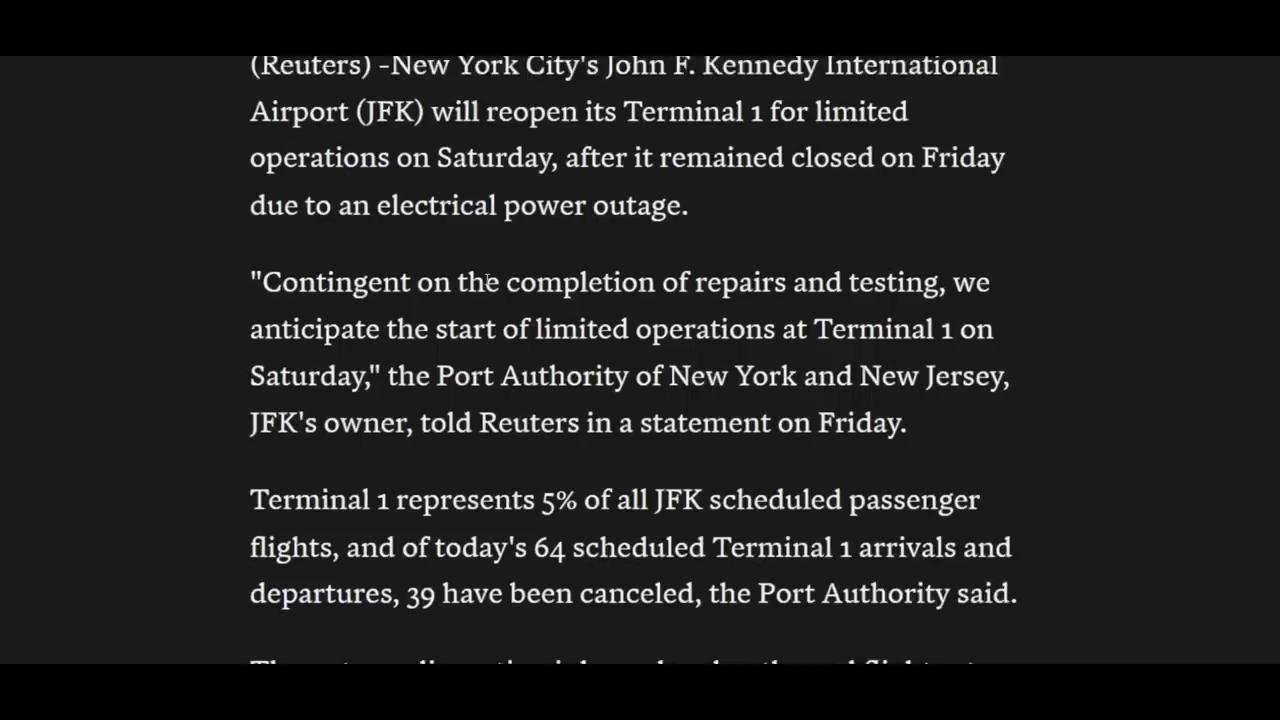 (Reuters) -New York City's John F. Kennedy International
Airport (JFK) will reopen its Terminal 1 for limited
operations on Saturday, after it remained closed on Friday
due to an electrical power outage.
"Contingent on the completion of repairs and testing, we
anticipate the start of limited operations at Terminal 1 on
Saturday," the Port Authority of New York and New Jersey,
JFK's owner, told Reuters in a statement on Friday.
Terminal 1 represents 5% of all JFK scheduled passenger
flights, and of today's 64 scheduled Terminal 1 arrivals and
departures, 39 have been canceled, the Port Authority said.